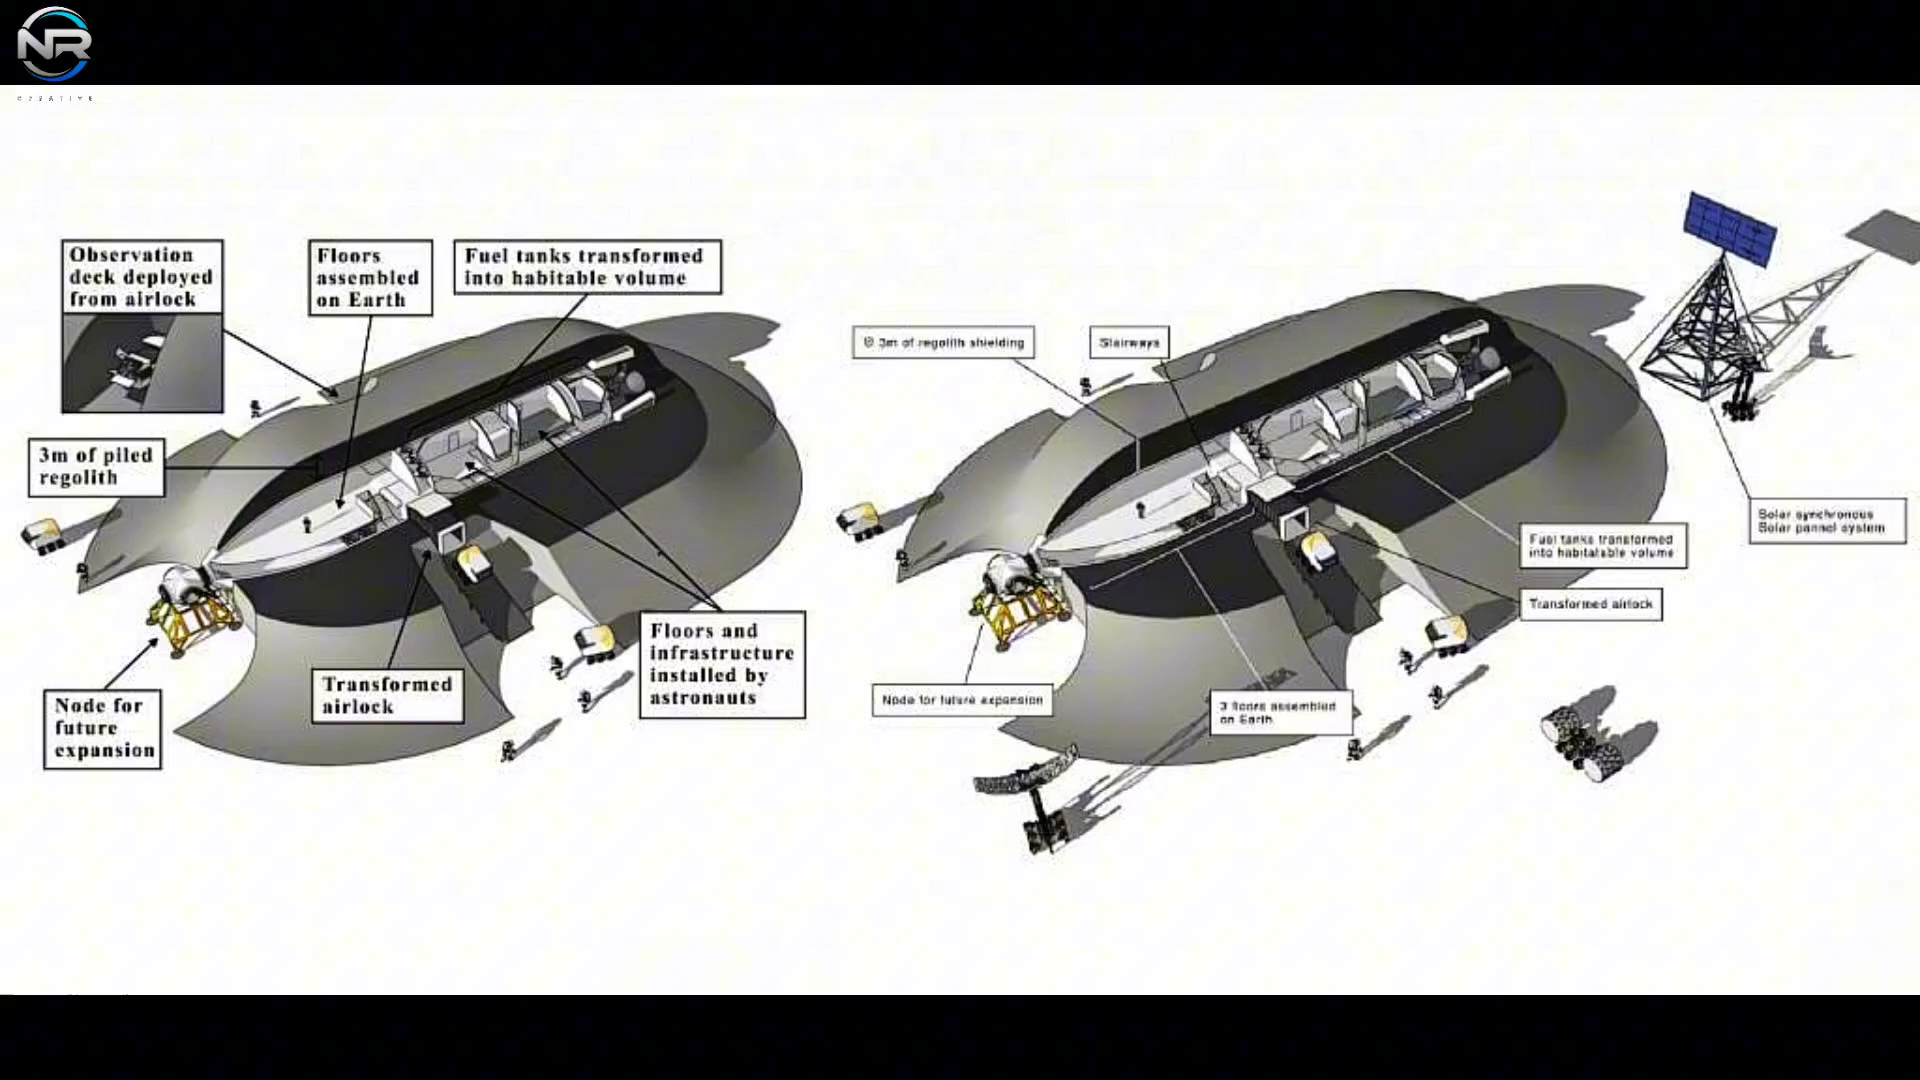 NR
CREATIVE
Observation
deck deployed
from airlock
Floors
assembled
on Earth
Fuel tanks transformed
into habitable volume
3m of piled
regolith
Node for
future
expansion
Transformed
airlock
Floors and
infrastructure
installed by
astronauts
3m of regolith shielding
Stairways
Solar synchronous
Solar pannel system
Fuel tanks transformed
into habitatable volume
Transformed airlock
Node for future expansion
3 floors assembled
on Earth